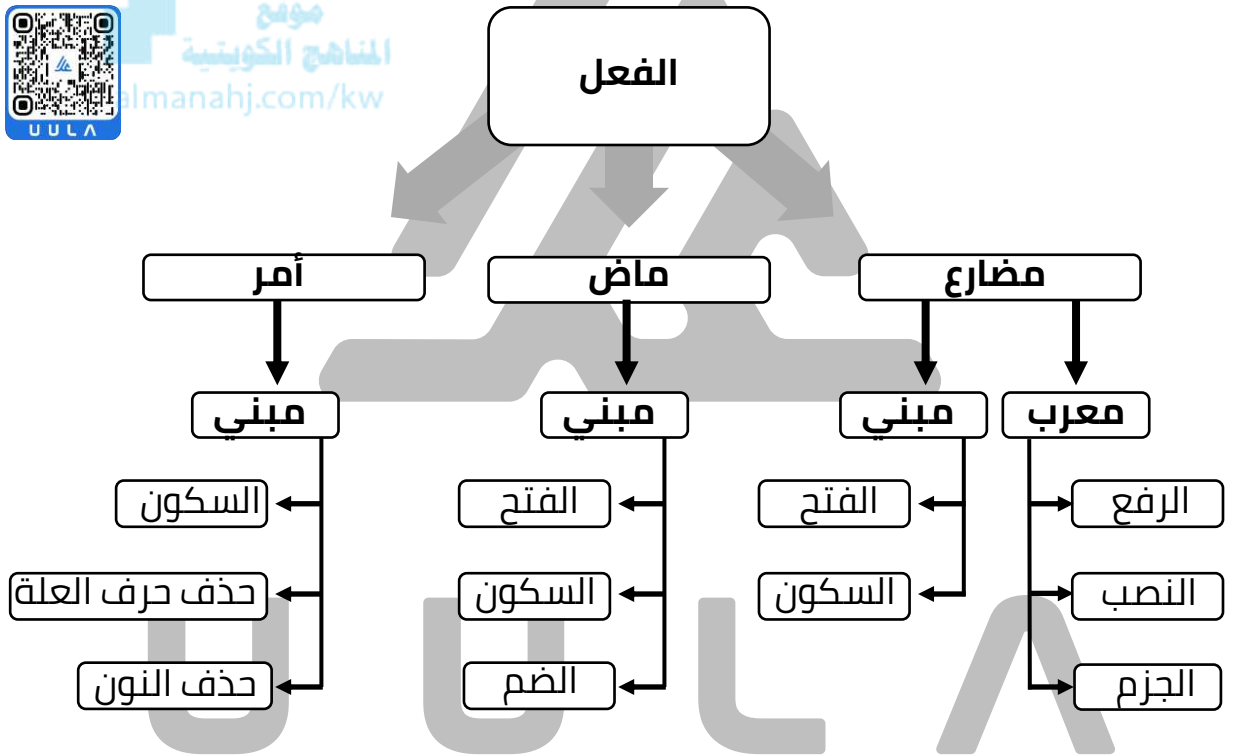 موقع
المناهج الكويتية
almanahj.com/kw
UULA
الفعل
مضارع
ماض
أمر
معرب
مبني
مبني
مبني
الرفع
الفتح
الفتح
السكون
النصب
السكون
السكون
حذف حرف العلة
الجزم
الضم
حذف النون
UULA